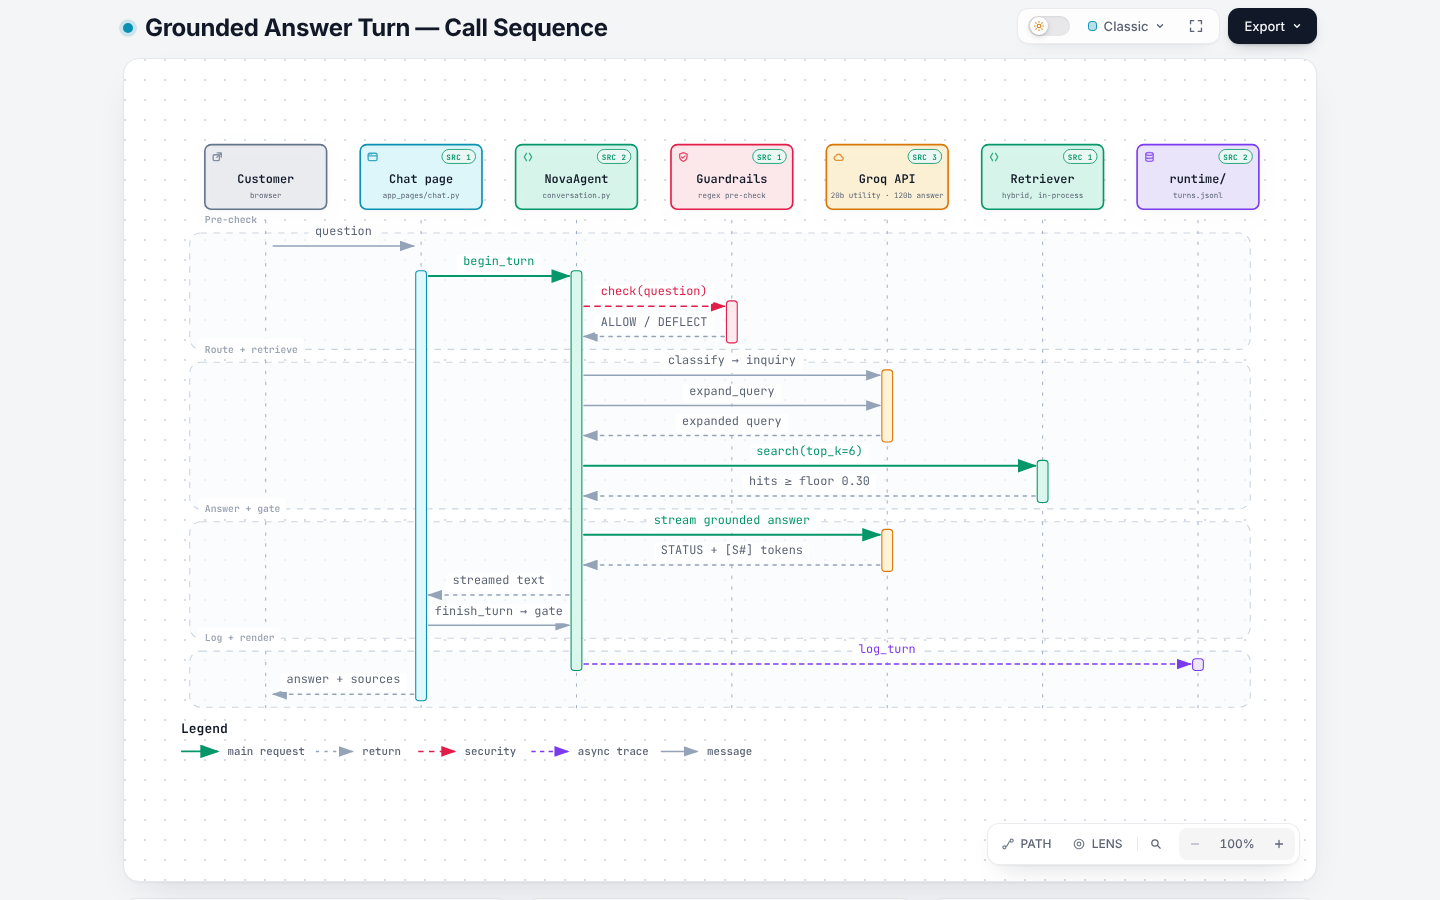 Grounded Answer Turn — Call Sequence
Classic
Export
SRC 1
SRC 2
SRC 1
SRC 3
SRC 1
SRC 2
Customer
Chat page
NovaAgent
Guardrails
Groq API
Retriever
runtime/
browser
app_pages/chat.py
conversation.py
regex pre-check
20b utility · 120b answer
hybrid, in-process
turns.jsonl
Pre-check
question
begin_turn
check(question)
ALLOW / DEFLECT
Route + retrieve
classify → inquiry
expand_query
expanded query
search(top_k=6)
hits ≥ floor 0.30
Answer + gate
stream grounded answer
STATUS + [S#] tokens
streamed text
finish_turn → gate
Log + render
log_turn
answer + sources
Legend
main request
return
security
async trace
message
PATH
LENS
100%